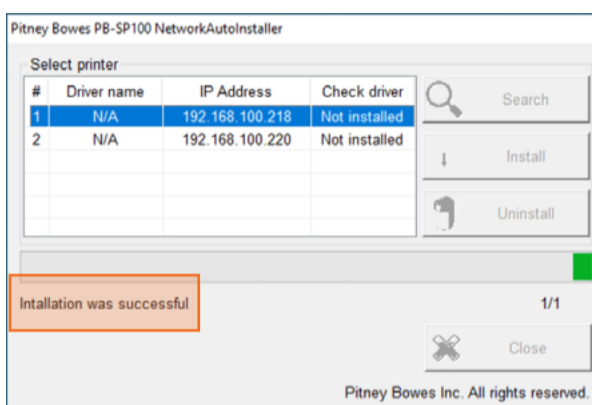 Pitney Bowes PB-SP100 NetworkAutoInstaller
Select printer
# Driver name IP Address Check driver
1 N/A 192.168.100.218 Not installed
2 N/A 192.168.100.220 Not installed
Search
Install
Uninstall
Intallation was successful
1/1
Close
Pitney Bowes Inc. All rights reserved.